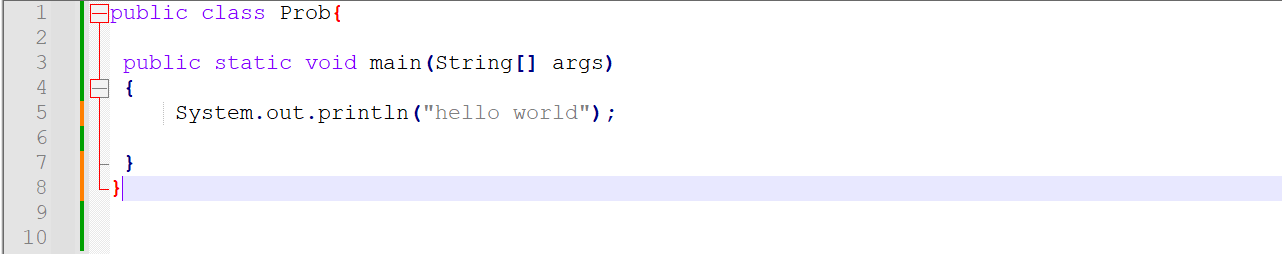 1 public class Prob{
2
3 public static void main(String[] args)
4 {
5 System.out.println("hello world");
6
7 }
8 }
9
10